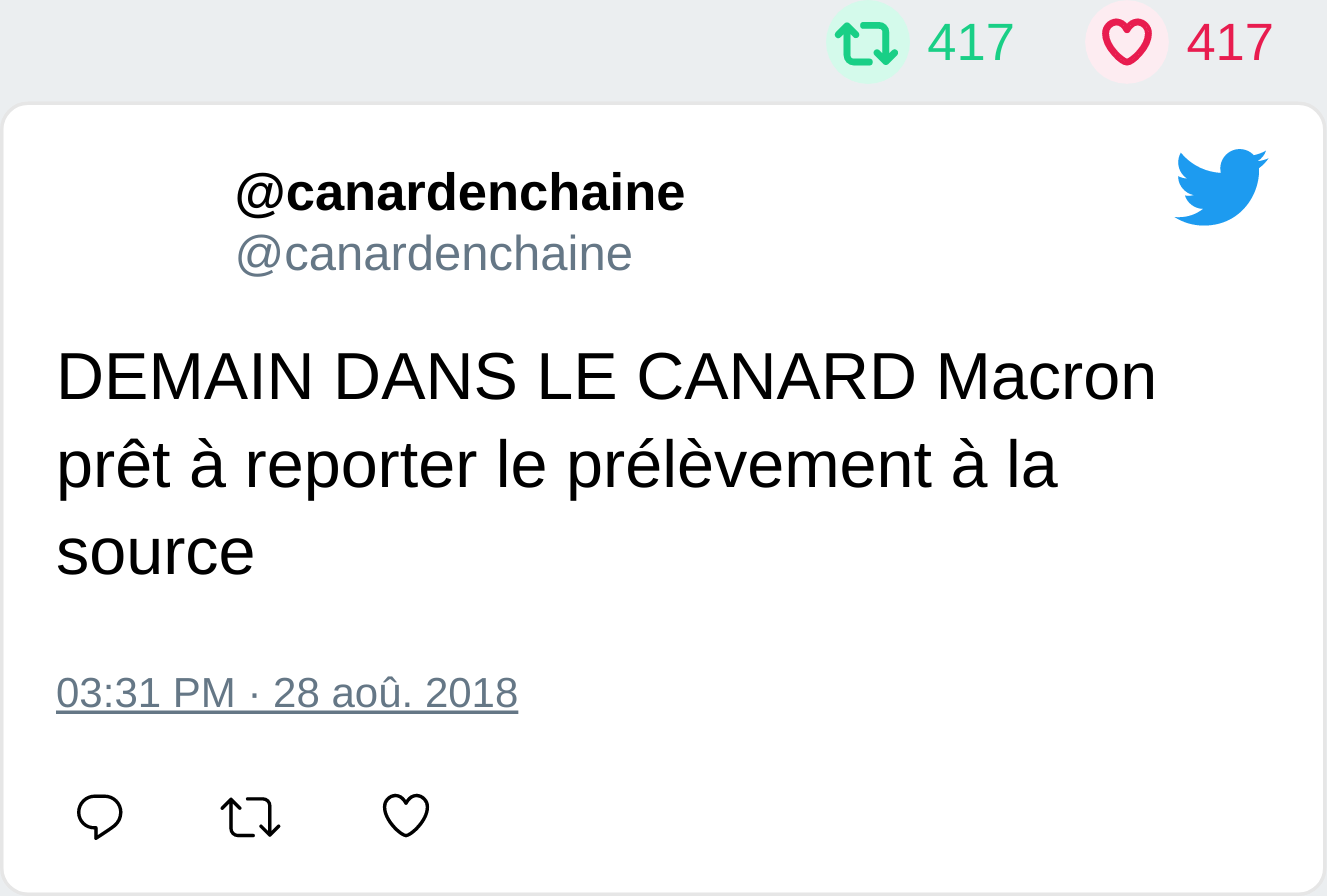 417 417
@canardenchaine
@canardenchaine
DEMAIN DANS LE CANARD Macron
prêt à reporter le prélèvement à la
source
03:31 PM · 28 aoû. 2018